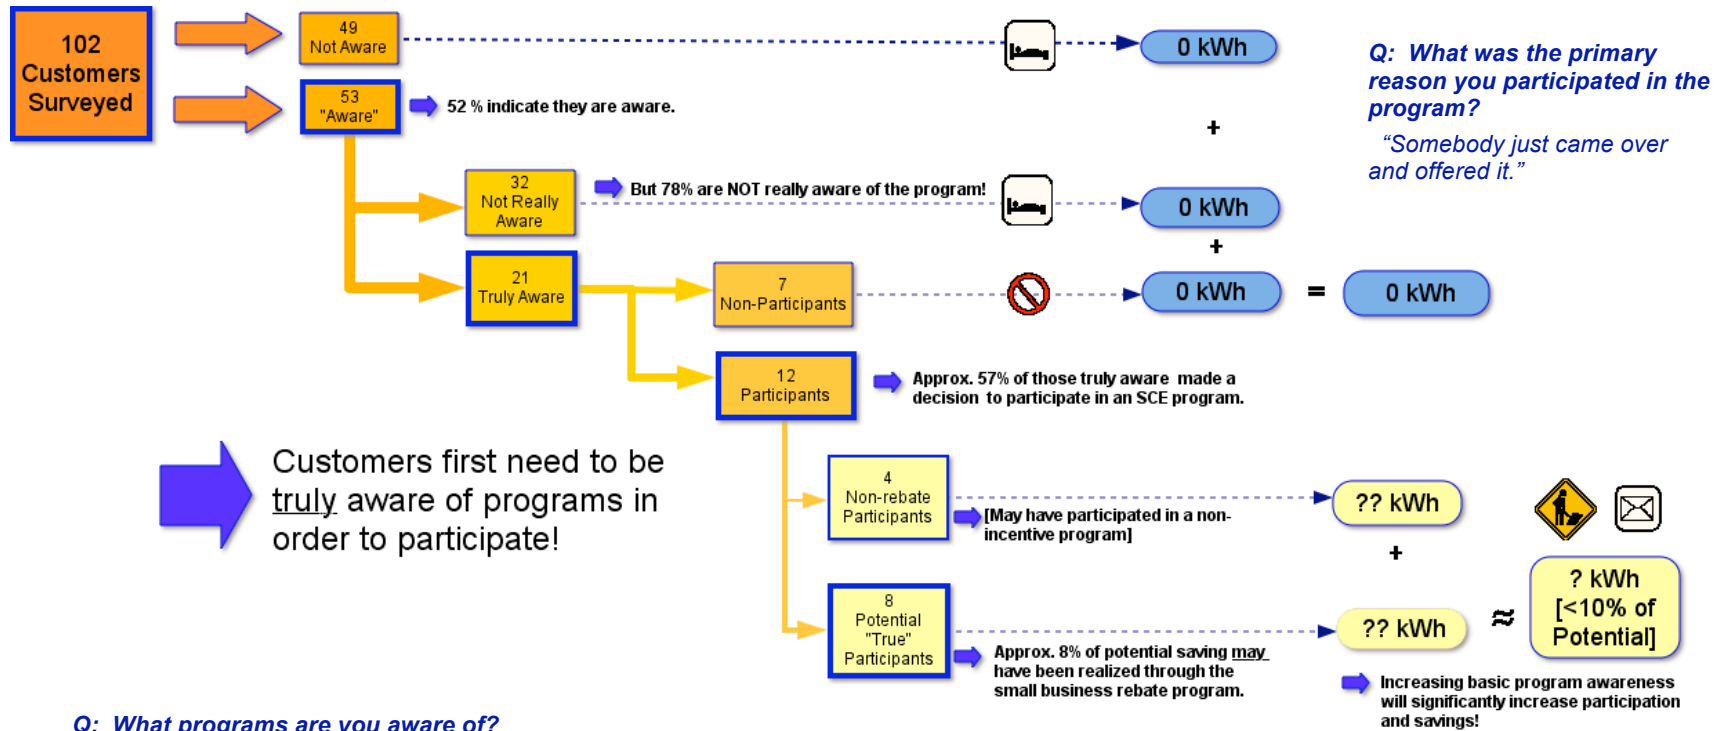 102
Customers
Surveyed
49
Not Aware
0 kWh
Q: What was the primary
reason you participated in the
program?
“Somebody just came over
and offered it.”
53
"Aware"
52 % indicate they are aware.
+
32
Not Really
Aware
But 78% are NOT really aware of the program!
0 kWh
+
21
Truly Aware
7
Non-Participants
0 kWh
=
0 kWh
12
Participants
Approx. 57% of those truly aware made a
decision to participate in an SCE program.
Customers first need to be
truly aware of programs in
order to participate!
4
Non-rebate
Participants
[May have participated in a non-
incentive program]
?? kWh
+
8
Potential
"True"
Participants
Approx. 8% of potential saving may
have been realized through the
small business rebate program.
?? kWh
≈
? kWh
[<10% of
Potential]
Increasing basic program awareness
will significantly increase participation
and savings!
Q: What programs are you aware of?